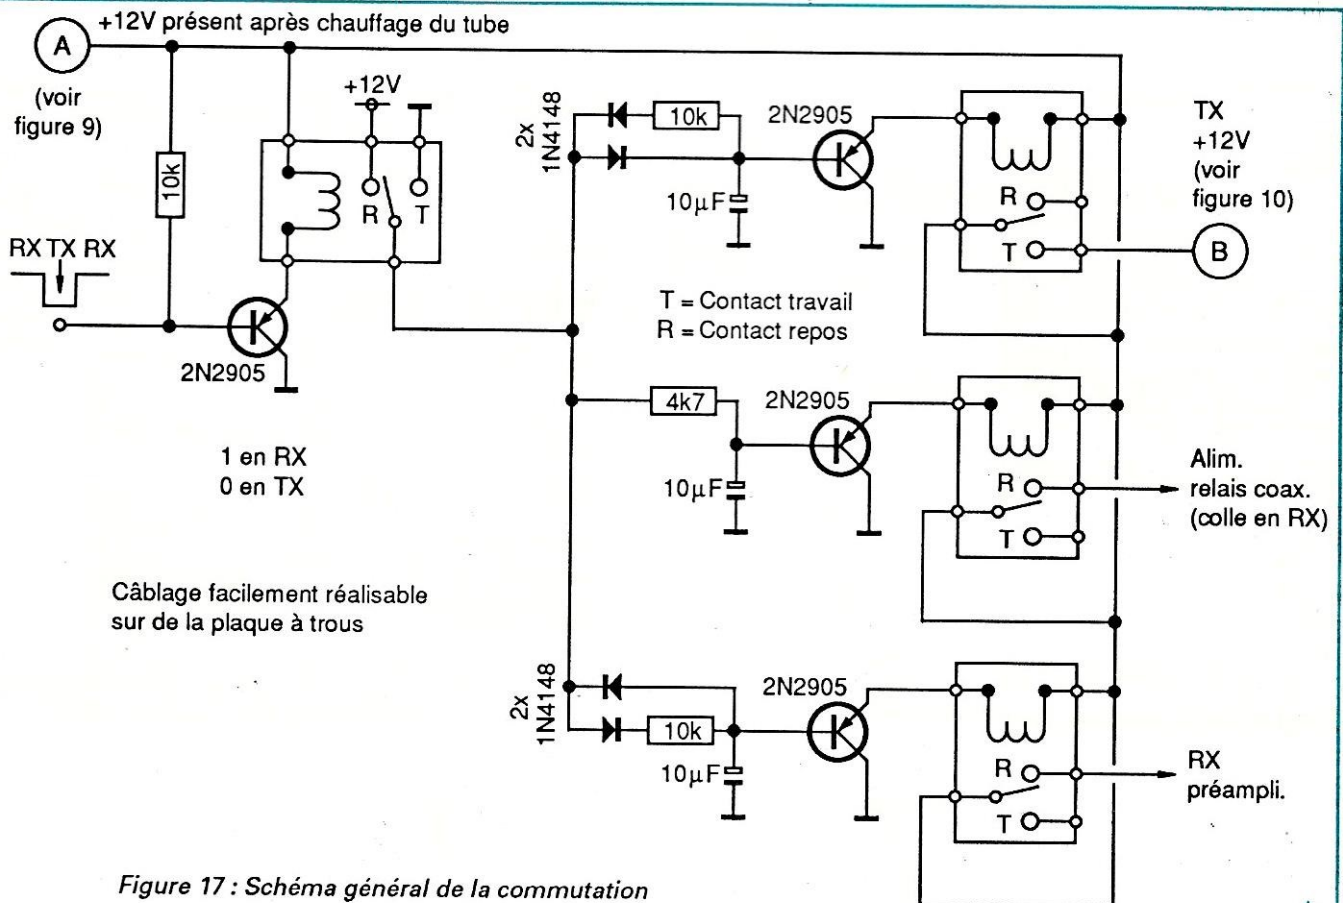 +12V présent après chauffage du tube
A
(voir
figure 9)
10k
+12V
R
T
RX TX RX
2N2905
1 en RX
0 en TX
Câblage facilement réalisable
sur de la plaque à trous
2x
1N4148
10k
10µF
2N2905
R
T
TX
+12V
(voir
figure 10)
B
T = Contact travail
R = Contact repos
4k7
10µF
2N2905
R
T
Alim.
relais coax.
(colle en RX)
2x
1N4148
10k
10µF
2N2905
R
T
RX
préampli.
Figure 17 : Schéma général de la commutation